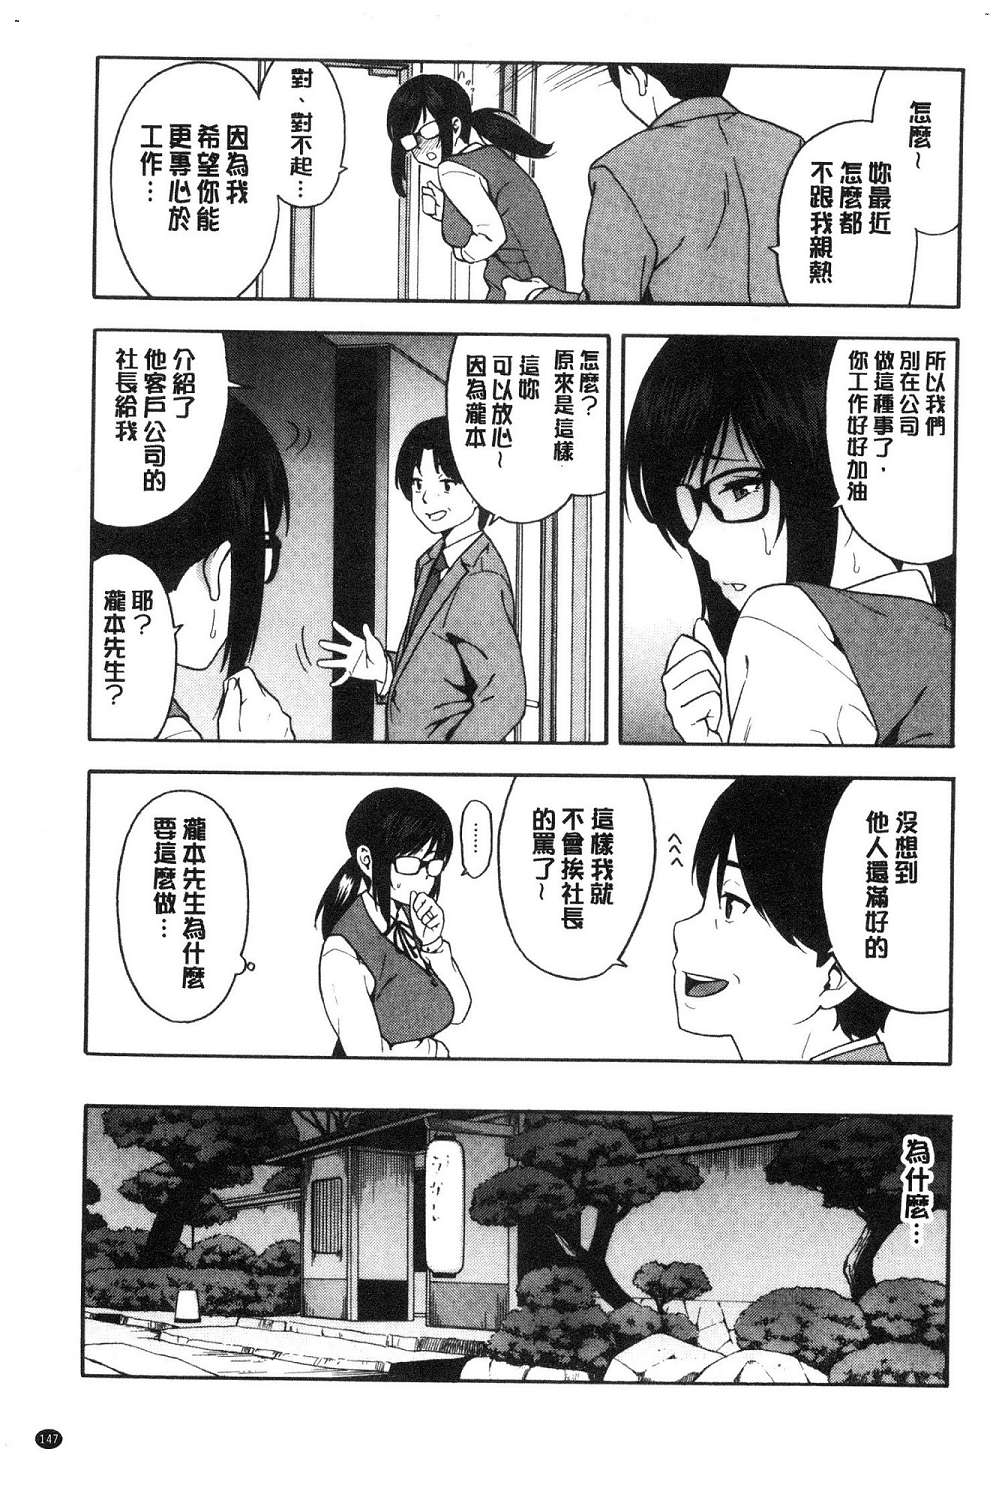 怎麼~
妳最近
怎麼都
不跟我親熱
對、對不起…
因為我
希望你能
更專心於
工作…
所以我們
別在公司
做這種事了，
你工作好好加油
怎麼？
原來是這樣
這妳
可以放心~
因為瀧本
介紹了
他客戶公司的
社長給我
耶？
瀧本先生？
沒想到
他人還滿好的
這樣我就
不會挨社長
的罵了~
……
瀧本先生為什麼
要這麼做…
為什麼…
147